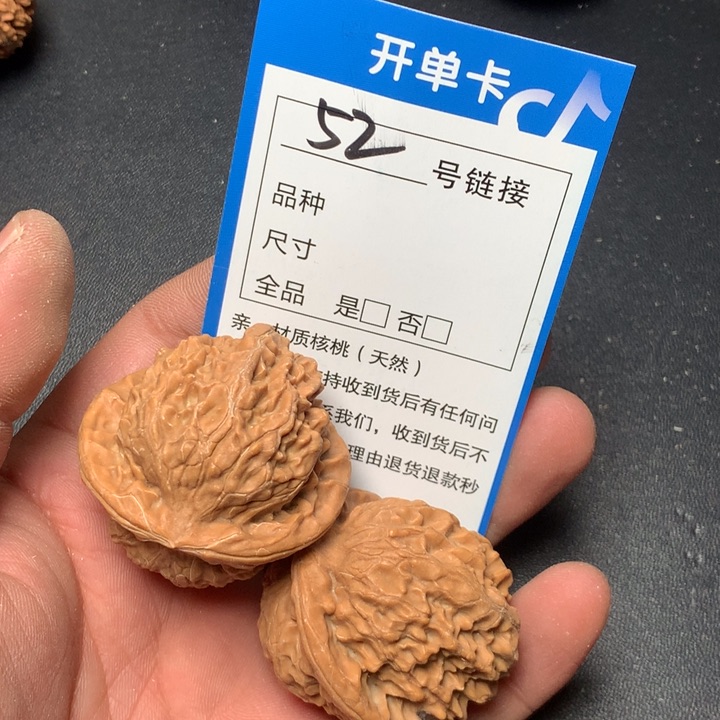 开单卡
52 号链接
品种
尺寸
全品 是□ 否□
亲 材质核桃（天然）
持收到货后有任何问
系我们，收到货后不
理由退货退款秒